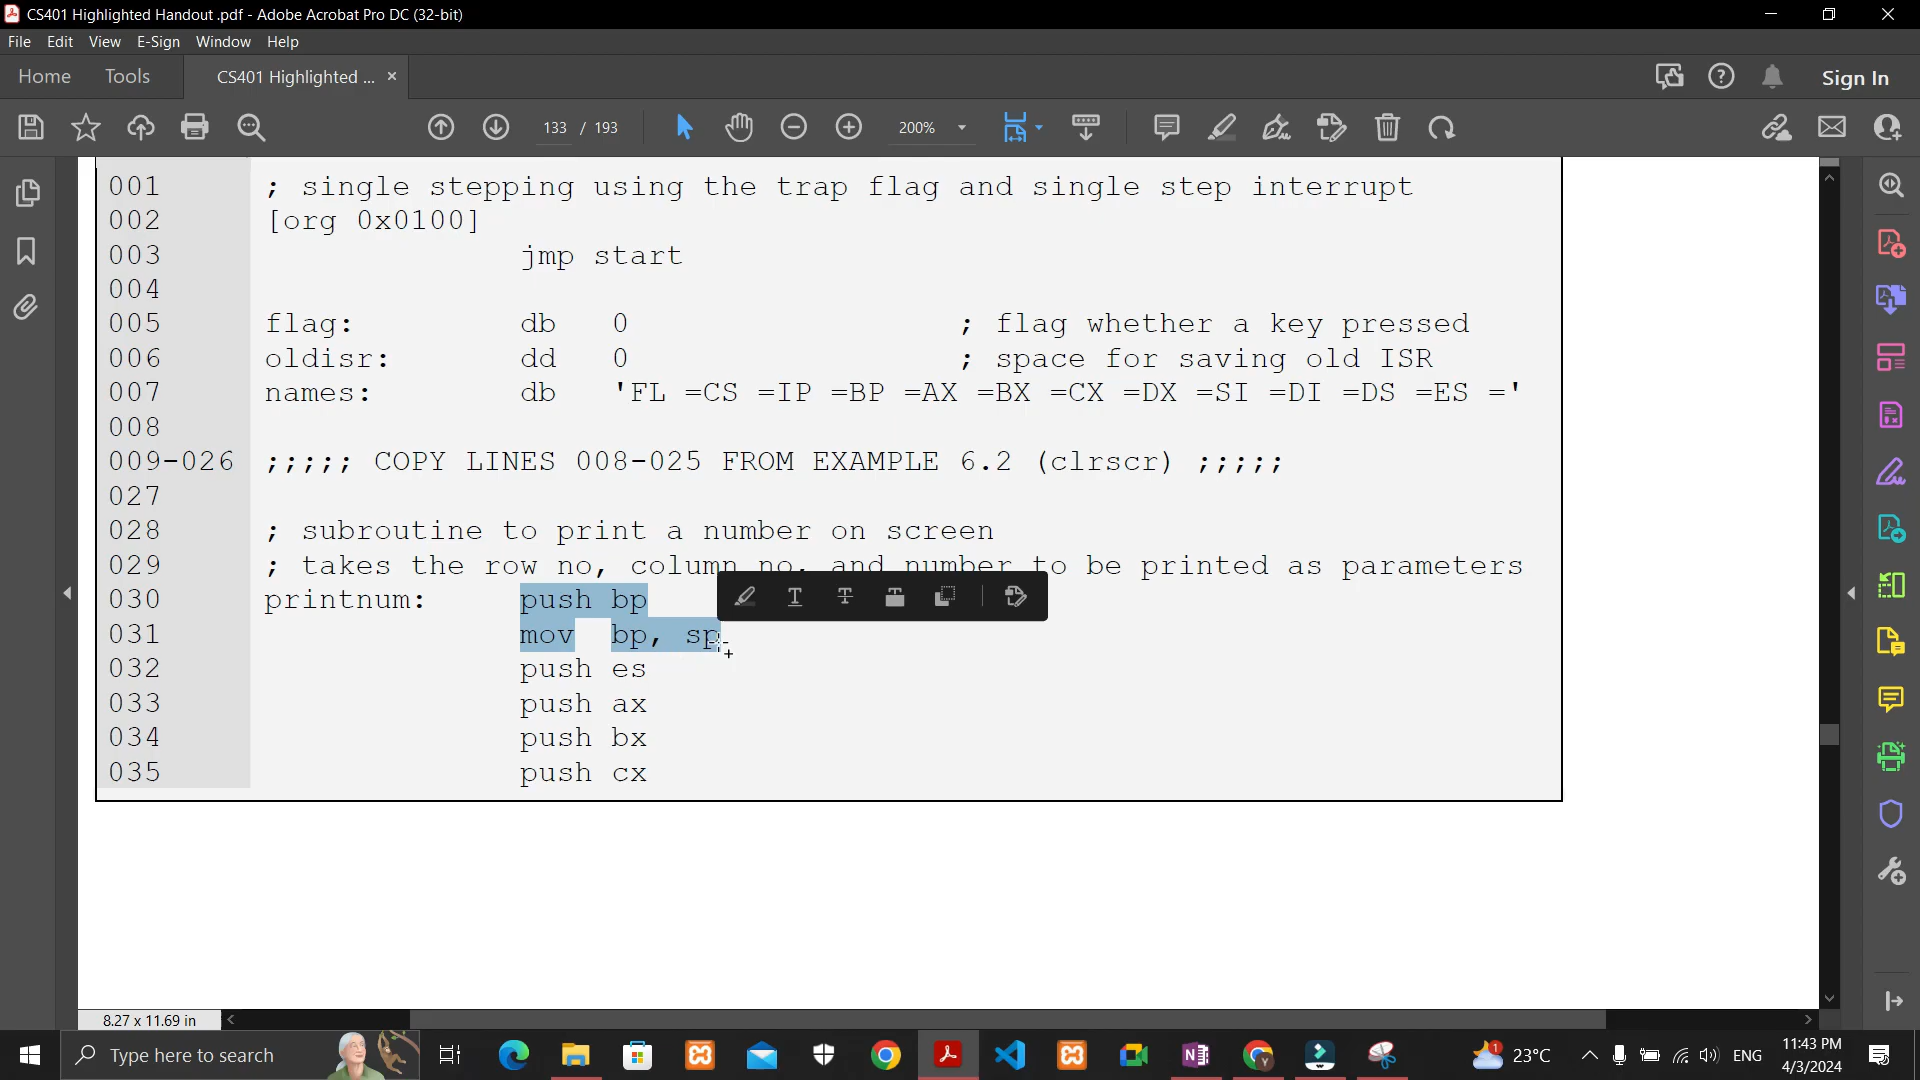 CS401 Highlighted Handout .pdf - Adobe Acrobat Pro DC (32-bit)
File Edit View E-Sign Window Help
Home Tools CS401 Highlighted ... × Sign In
133 / 193 200%
001 ; single stepping using the trap flag and single step interrupt
002 [org 0x0100]
003 jmp start
004
005 flag: db 0 ; flag whether a key pressed
006 oldisr: dd 0 ; space for saving old ISR
007 names: db 'FL =CS =IP =BP =AX =BX =CX =DX =SI =DI =DS =ES ='
008
009-026 ;;;;; COPY LINES 008-025 FROM EXAMPLE 6.2 (clrscr) ;;;;;
027
028 ; subroutine to print a number on screen
029 ; takes the row no, column no, and number to be printed as parameters
030 printnum: push bp
031 mov bp, sp
032 push es
033 push ax
034 push bx
035 push cx
8.27 x 11.69 in
Type here to search 23°C ENG 11:43 PM
4/3/2024